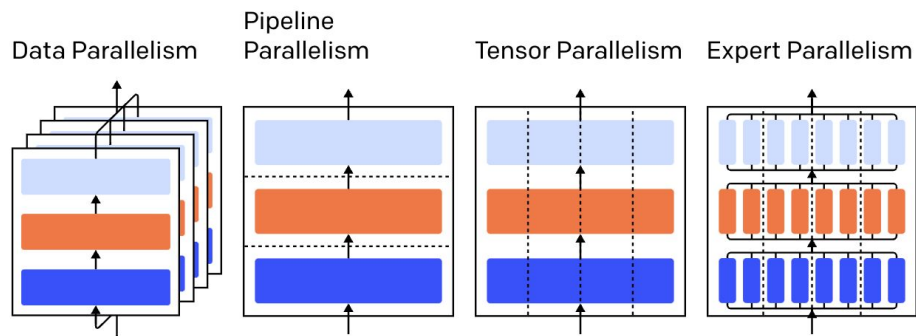 Data Parallelism
Pipeline
Parallelism
Tensor Parallelism
Expert Parallelism